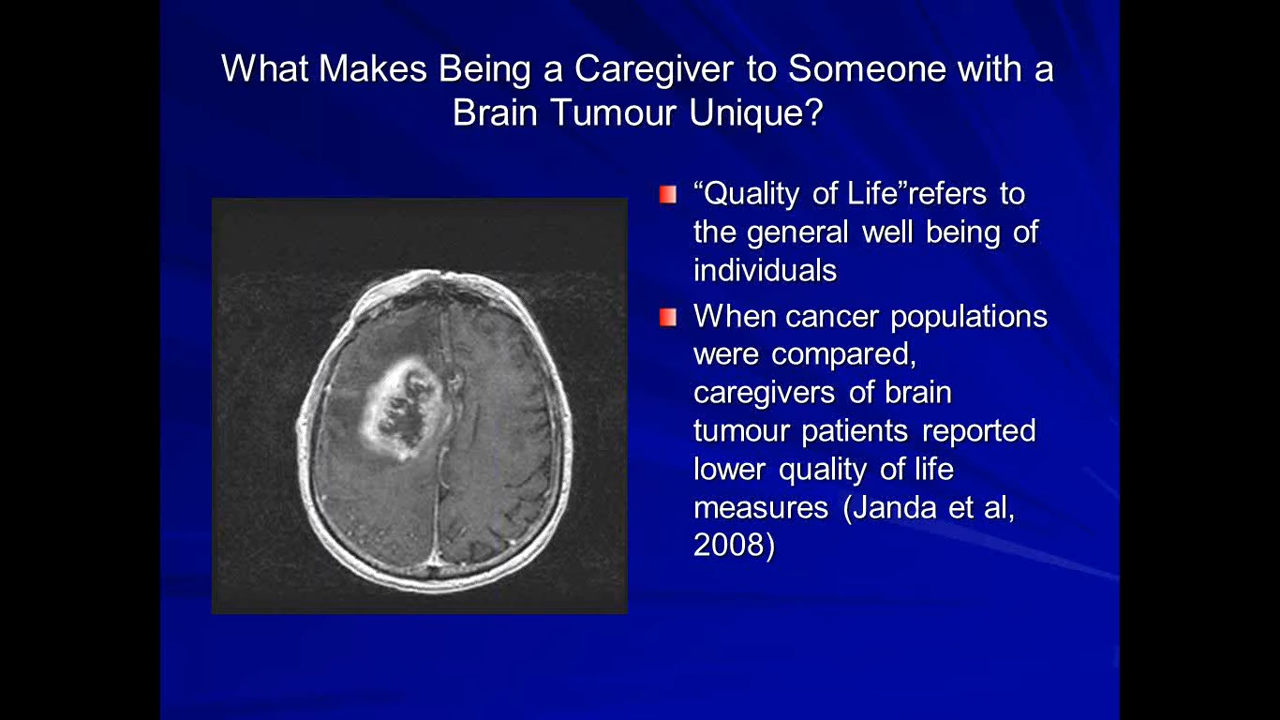 What Makes Being a Caregiver to Someone with a
Brain Tumour Unique?
“Quality of Life”refers to
the general well being of
individuals
When cancer populations
were compared,
caregivers of brain
tumour patients reported
lower quality of life
measures (Janda et al,
2008)